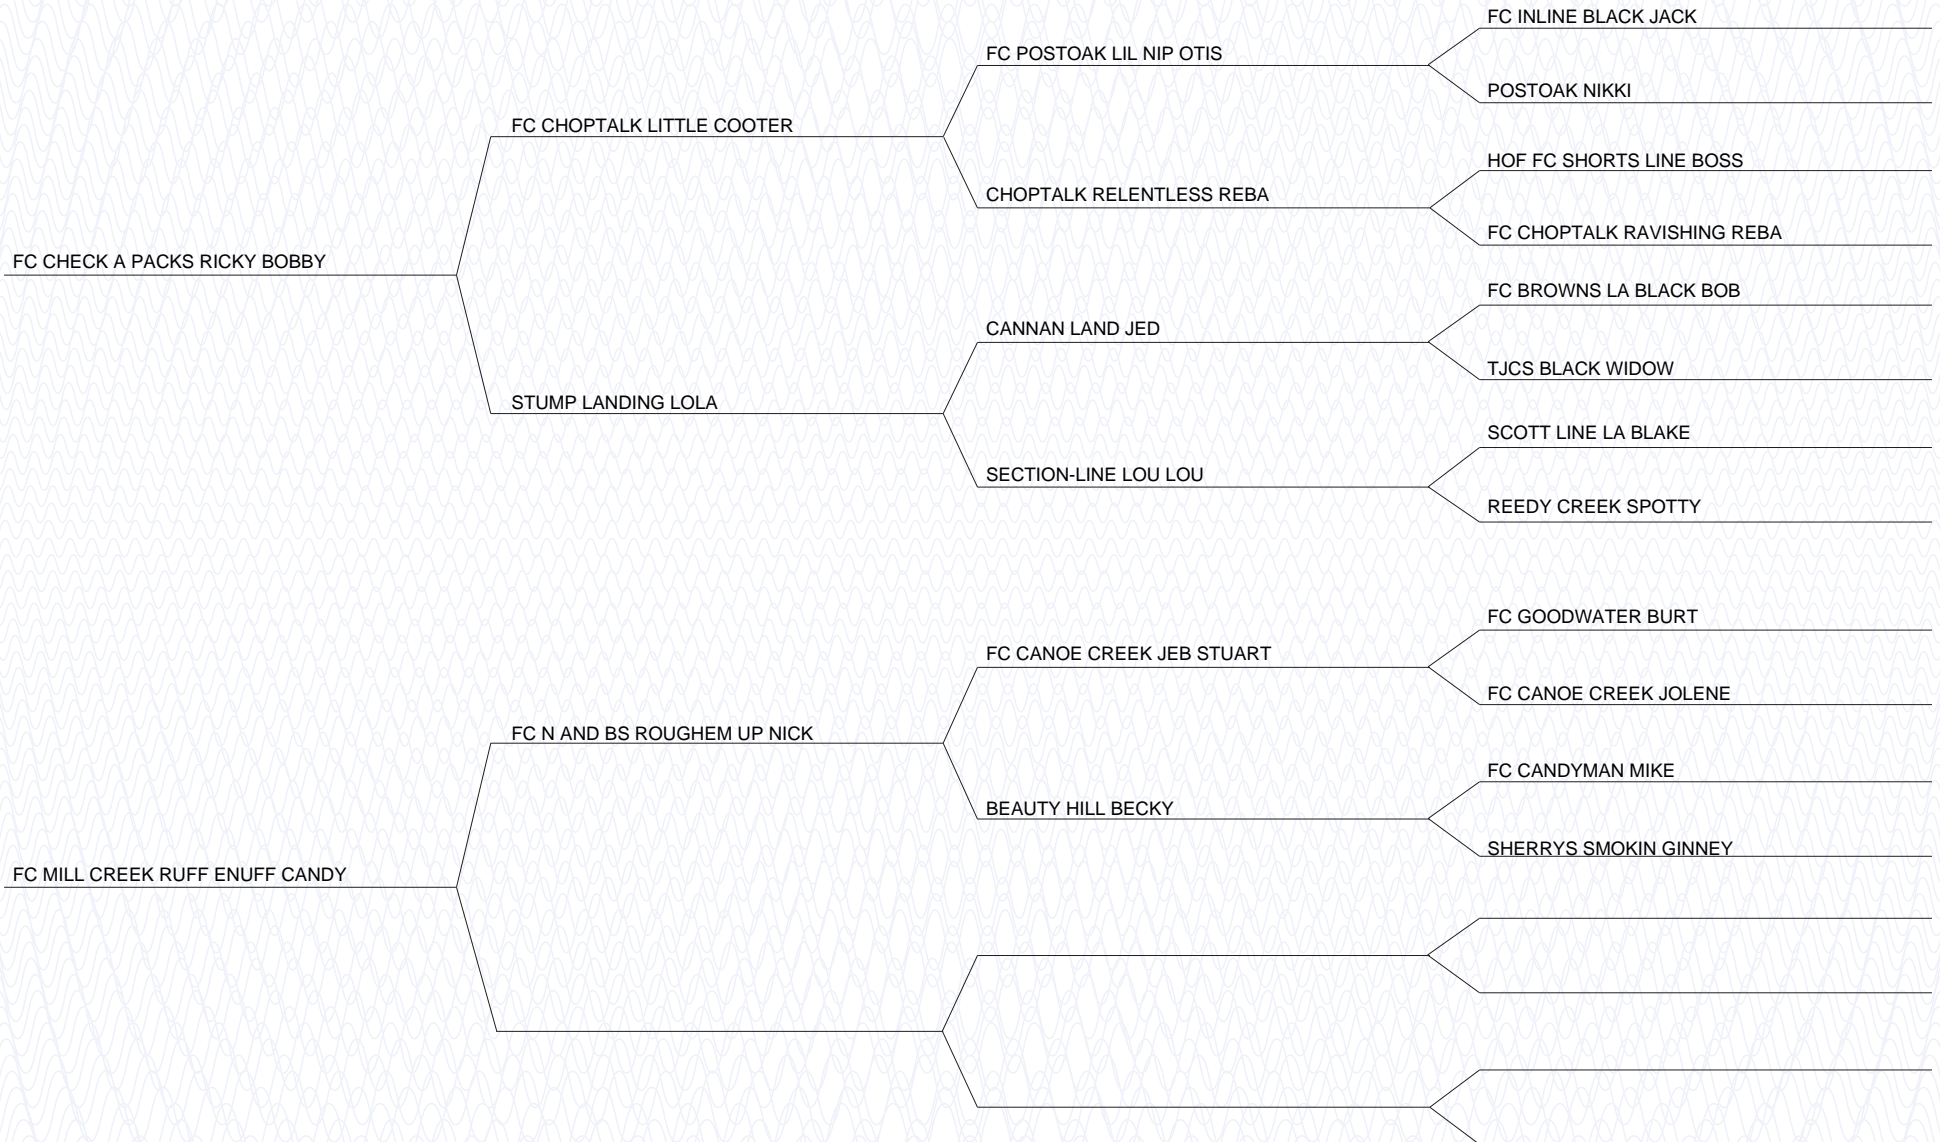 FC INLINE BLACK JACK
FC POSTOAK LIL NIP OTIS
POSTOAK NIKKI
FC CHOPTALK LITTLE COOTER
HOF FC SHORTS LINE BOSS
CHOPTALK RELENTLESS REBA
FC CHOPTALK RAVISHING REBA
FC CHECK A PACKS RICKY BOBBY
FC BROWNS LA BLACK BOB
CANNAN LAND JED
TJCS BLACK WIDOW
STUMP LANDING LOLA
SCOTT LINE LA BLAKE
SECTION-LINE LOU LOU
REEDY CREEK SPOTTY
FC GOODWATER BURT
FC CANOE CREEK JEB STUART
FC CANOE CREEK JOLENE
FC N AND BS ROUGHEM UP NICK
FC CANDYMAN MIKE
BEAUTY HILL BECKY
SHERRYS SMOKIN GINNEY
FC MILL CREEK RUFF ENUFF CANDY